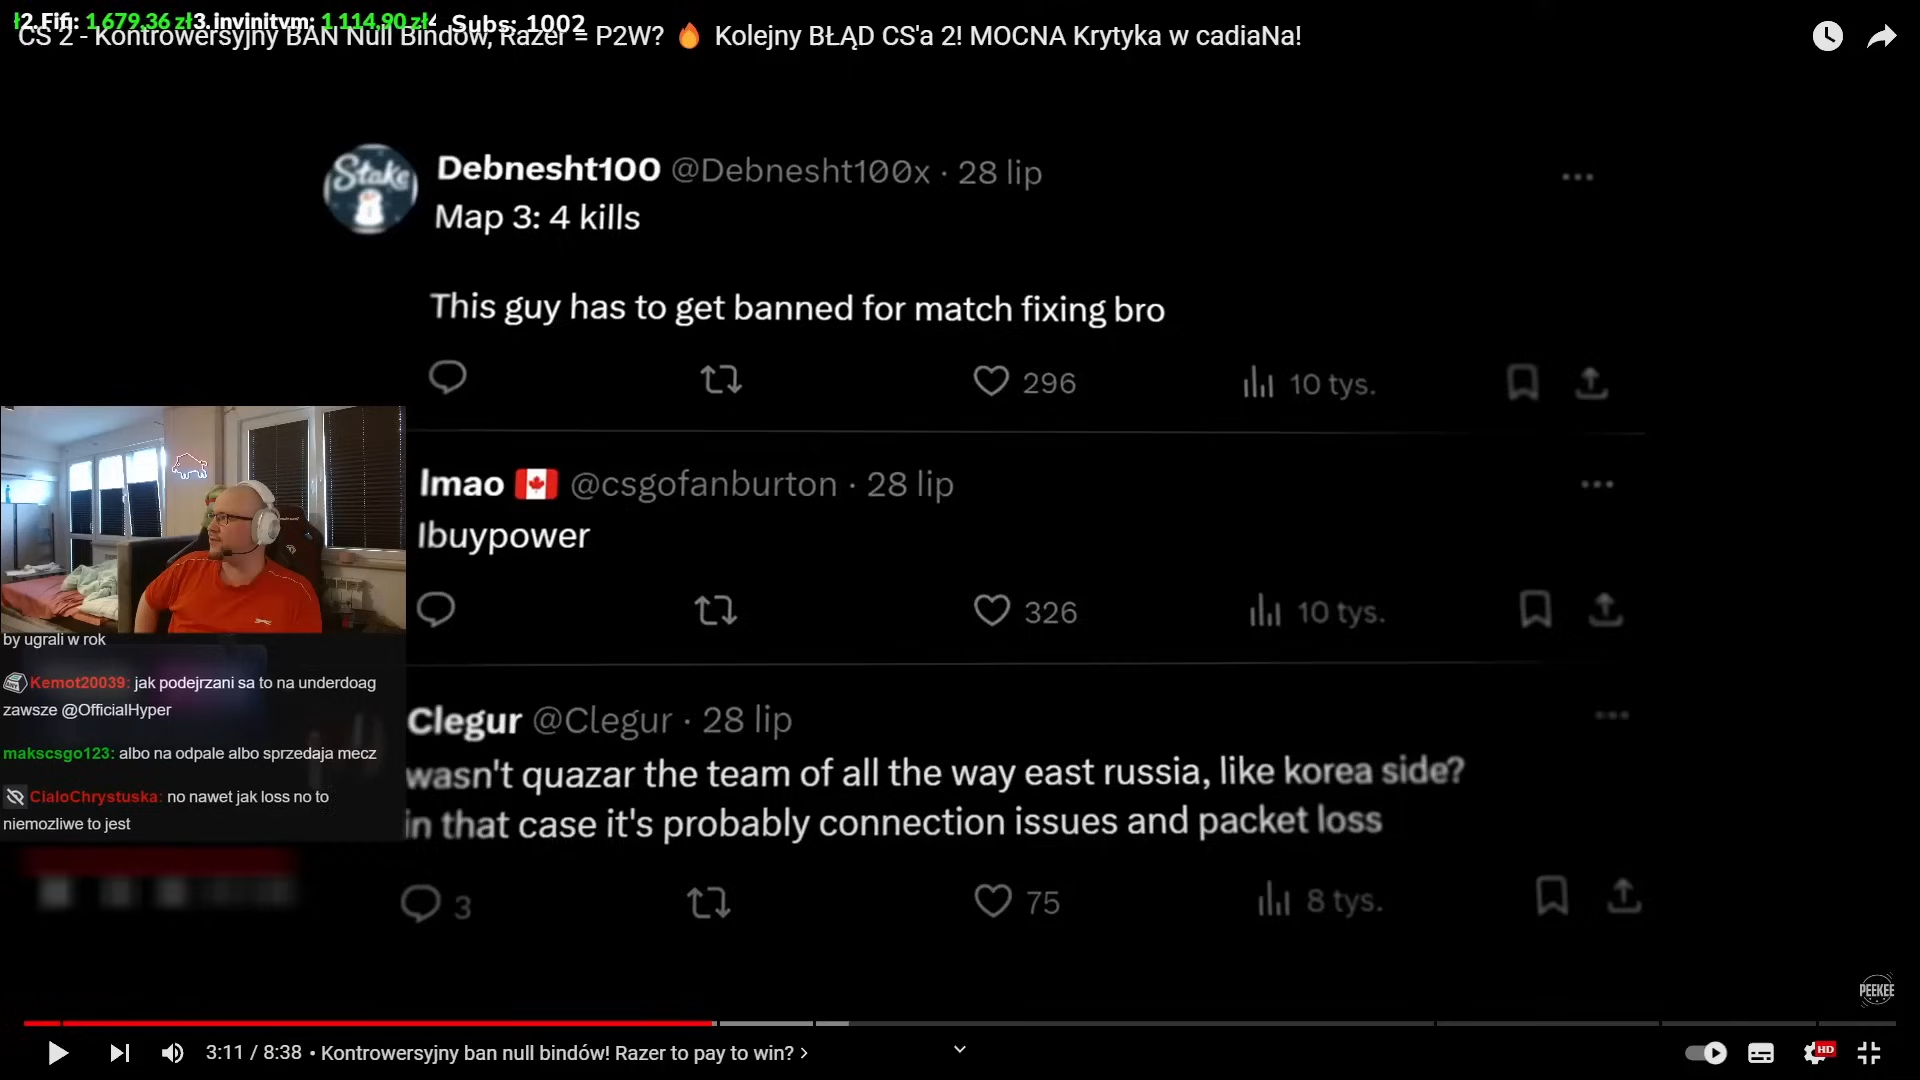 ł2. Fifi: 1 679,36 zł3. invinitvm: 1 114,90 zł4
Subs: 1002
CS 2 - Kontrowersyjny BAN Null Bindów, Razer = P2W? 🔥 Kolejny BŁĄD CS'a 2! MOCNA Krytyka w cadiaNa!
Stake
Debnesht100 @Debnesht100x · 28 lip
Map 3: 4 kills
This guy has to get banned for match fixing bro
296
10 tys.
lmao 🇨🇦 @csgofanburton · 28 lip
Ibuypower
326
10 tys.
by ugrali w rok
Kemot20039: jak podejrzani sa to na underdoag
zawsze @OfficialHyper
makscsgo123: albo na odpale albo sprzedaja mecz
CialoChrystuska: no nawet jak loss no to
niemozliwe to jest
Clegur @Clegur · 28 lip
wasn't quazar the team of all the way east russia, like korea side?
in that case it's probably connection issues and packet loss
3
75
8 tys.
PEEKEE
3:11 / 8:38 • Kontrowersyjny ban null bindów! Razer to pay to win? >
HD